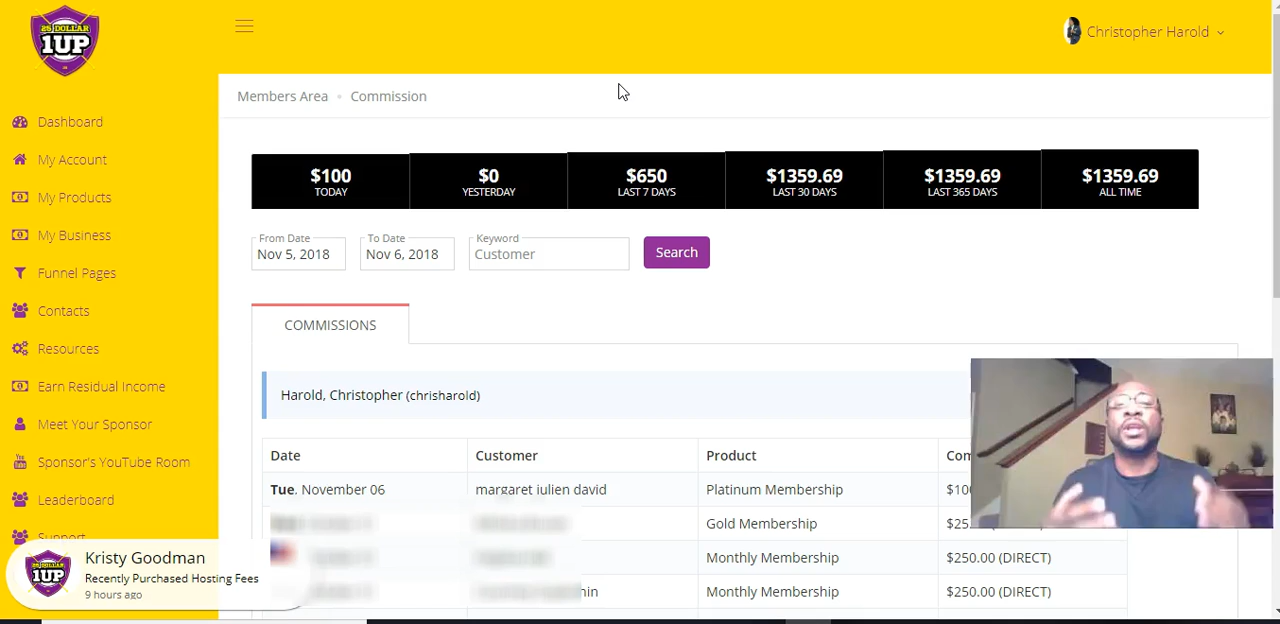 25 DOLLAR
1UP
Christopher Harold
Members Area • Commission
Dashboard
My Account
My Products
My Business
Funnel Pages
Contacts
Resources
Earn Residual Income
Meet Your Sponsor
Sponsor's YouTube Room
Leaderboard
Support
$100
TODAY
$0
YESTERDAY
$650
LAST 7 DAYS
$1359.69
LAST 30 DAYS
$1359.69
LAST 365 DAYS
$1359.69
ALL TIME
From Date
Nov 5, 2018
To Date
Nov 6, 2018
Keyword
Customer
Search
COMMISSIONS
Harold, Christopher (chrisharold)
Date Customer Product
Tue. November 06 margaret iulien david Platinum Membership
Gold Membership
Monthly Membership $250.00 (DIRECT)
Monthly Membership $250.00 (DIRECT)
1UP
Kristy Goodman
Recently Purchased Hosting Fees
9 hours ago